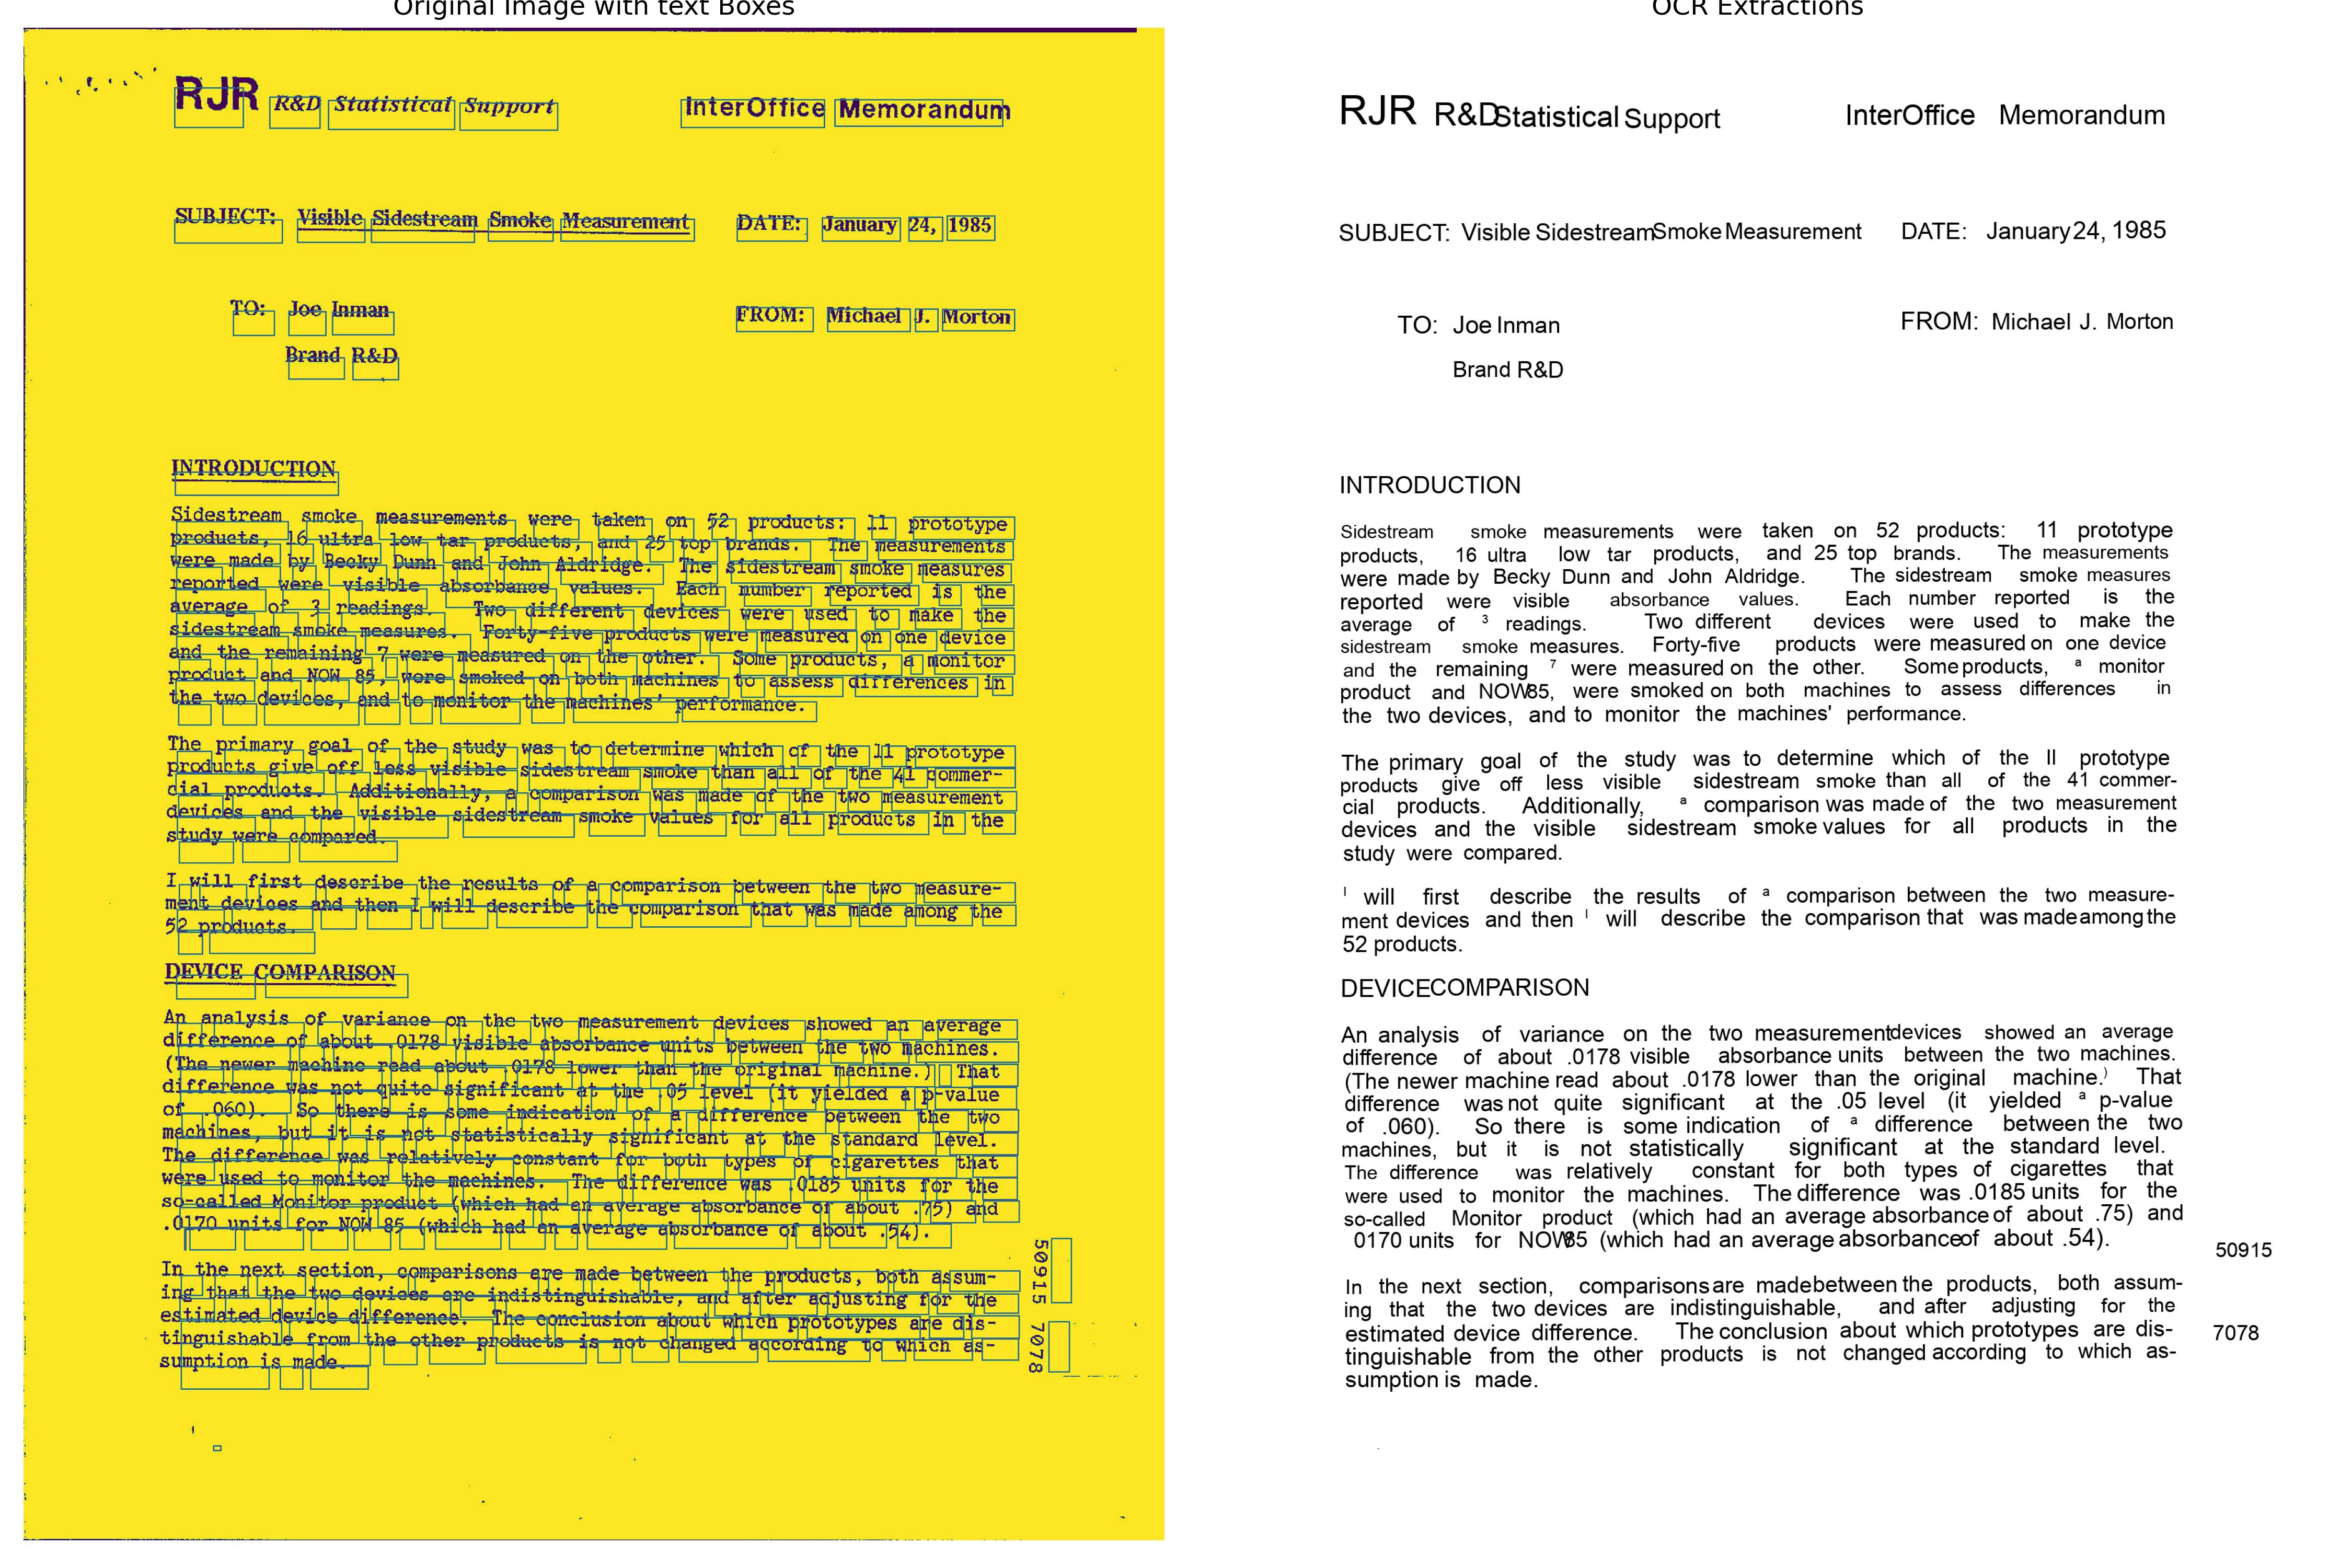 Original Image with text Boxes
RJR R&D Statistical Support InterOffice Memorandum
SUBJECT: Visible Sidestream Smoke Measurement DATE: January 24, 1985
TO: Joe Inman FROM: Michael J. Morton
Brand R&D
INTRODUCTION
Sidestream smoke measurements were taken on 52 products: 11 prototype
products, 16 ultra low tar products, and 25 top brands. The measurements
were made by Becky Dunn and John Aldridge. The sidestream smoke measures
reported were visible absorbance values. Each number reported is the
average of 3 readings. Two different devices were used to make the
sidestream smoke measures. Forty-five products were measured on one device
and the remaining 7 were measured on the other. Some products, a monitor
product and NOW 85, were smoked on both machines to assess differences in
the two devices, and to monitor the machines' performance.
The primary goal of the study was to determine which of the 11 prototype
products give off less visible sidestream smoke than all of the 41 commer-
cial products. Additionally, a comparison was made of the two measurement
devices and the visible sidestream smoke values for all products in the
study were compared.
I will first describe the results of a comparison between the two measure-
ment devices and then I will describe the comparison that was made among the
52 products.
DEVICE COMPARISON
An analysis of variance on the two measurement devices showed an average
difference of about .0178 visible absorbance units between the two machines.
(The newer machine read about .0178 lower than the original machine.) That
difference was not quite significant at the .05 level (it yielded a p-value
of .060). So there is some indication of a difference between the two
machines, but it is not statistically significant at the standard level.
The difference was relatively constant for both types of cigarettes that
were used to monitor the machines. The difference was .0185 units for the
so-called Monitor product (which had an average absorbance of about .75) and
.0170 units for NOW 85 (which had an average absorbance of about .54).
In the next section, comparisons are made between the products, both assum-
ing that the two devices are indistinguishable, and after adjusting for the
estimated device difference. The conclusion about which prototypes are dis-
tinguishable from the other products is not changed according to which as-
sumption is made.
50915 7078
OCR Extractions
RJR R&D Statistical Support InterOffice Memorandum
SUBJECT: Visible Sidestream Smoke Measurement DATE: January 24, 1985
TO: Joe Inman FROM: Michael J. Morton
Brand R&D
INTRODUCTION
Sidestream smoke measurements were taken on 52 products: 11 prototype
products, 16 ultra low tar products, and 25 top brands. The measurements
were made by Becky Dunn and John Aldridge. The sidestream smoke measures
reported were visible absorbance values. Each number reported is the
average of 3 readings. Two different devices were used to make the
sidestream smoke measures. Forty-five products were measured on one device
and the remaining 7 were measured on the other. Some products, a monitor
product and NOW 85, were smoked on both machines to assess differences in
the two devices, and to monitor the machines' performance.
The primary goal of the study was to determine which of the II prototype
products give off less visible sidestream smoke than all of the 41 commer-
cial products. Additionally, a comparison was made of the two measurement
devices and the visible sidestream smoke values for all products in the
study were compared.
I will first describe the results of a comparison between the two measure-
ment devices and then I will describe the comparison that was made among the
52 products.
DEVICE COMPARISON
An analysis of variance on the two measurement devices showed an average
difference of about .0178 visible absorbance units between the two machines.
(The newer machine read about .0178 lower than the original machine.) That
difference was not quite significant at the .05 level (it yielded a p-value
of .060). So there is some indication of a difference between the two
machines, but it is not statistically significant at the standard level.
The difference was relatively constant for both types of cigarettes that
were used to monitor the machines. The difference was .0185 units for the
so-called Monitor product (which had an average absorbance of about .75) and
0170 units for NOW 85 (which had an average absorbance of about .54).
50915
In the next section, comparisons are made between the products, both assum-
ing that the two devices are indistinguishable, and after adjusting for the
estimated device difference. The conclusion about which prototypes are dis-
7078
tinguishable from the other products is not changed according to which as-
sumption is made.